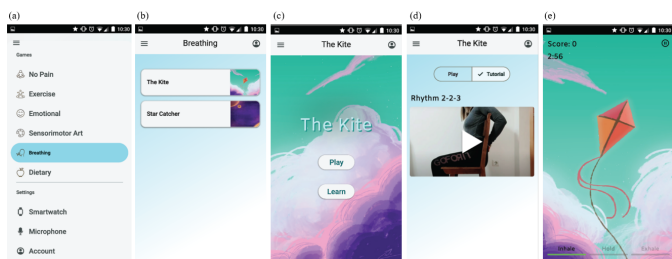 (a)
10:30
Games
No Pain
Exercise
Emotional
Sensorimotor Art
Breathing
Dietary
Settings
Smartwatch
Microphone
Account
(b)
10:30
Breathing
The Kite
Star Catcher
(c)
10:30
The Kite
The Kite
Play
Learn
(d)
10:30
The Kite
Play
Tutorial
Rhythm 2-2-3
(e)
10:30
Score: 0
2:56
Inhale
Hold
Exhale